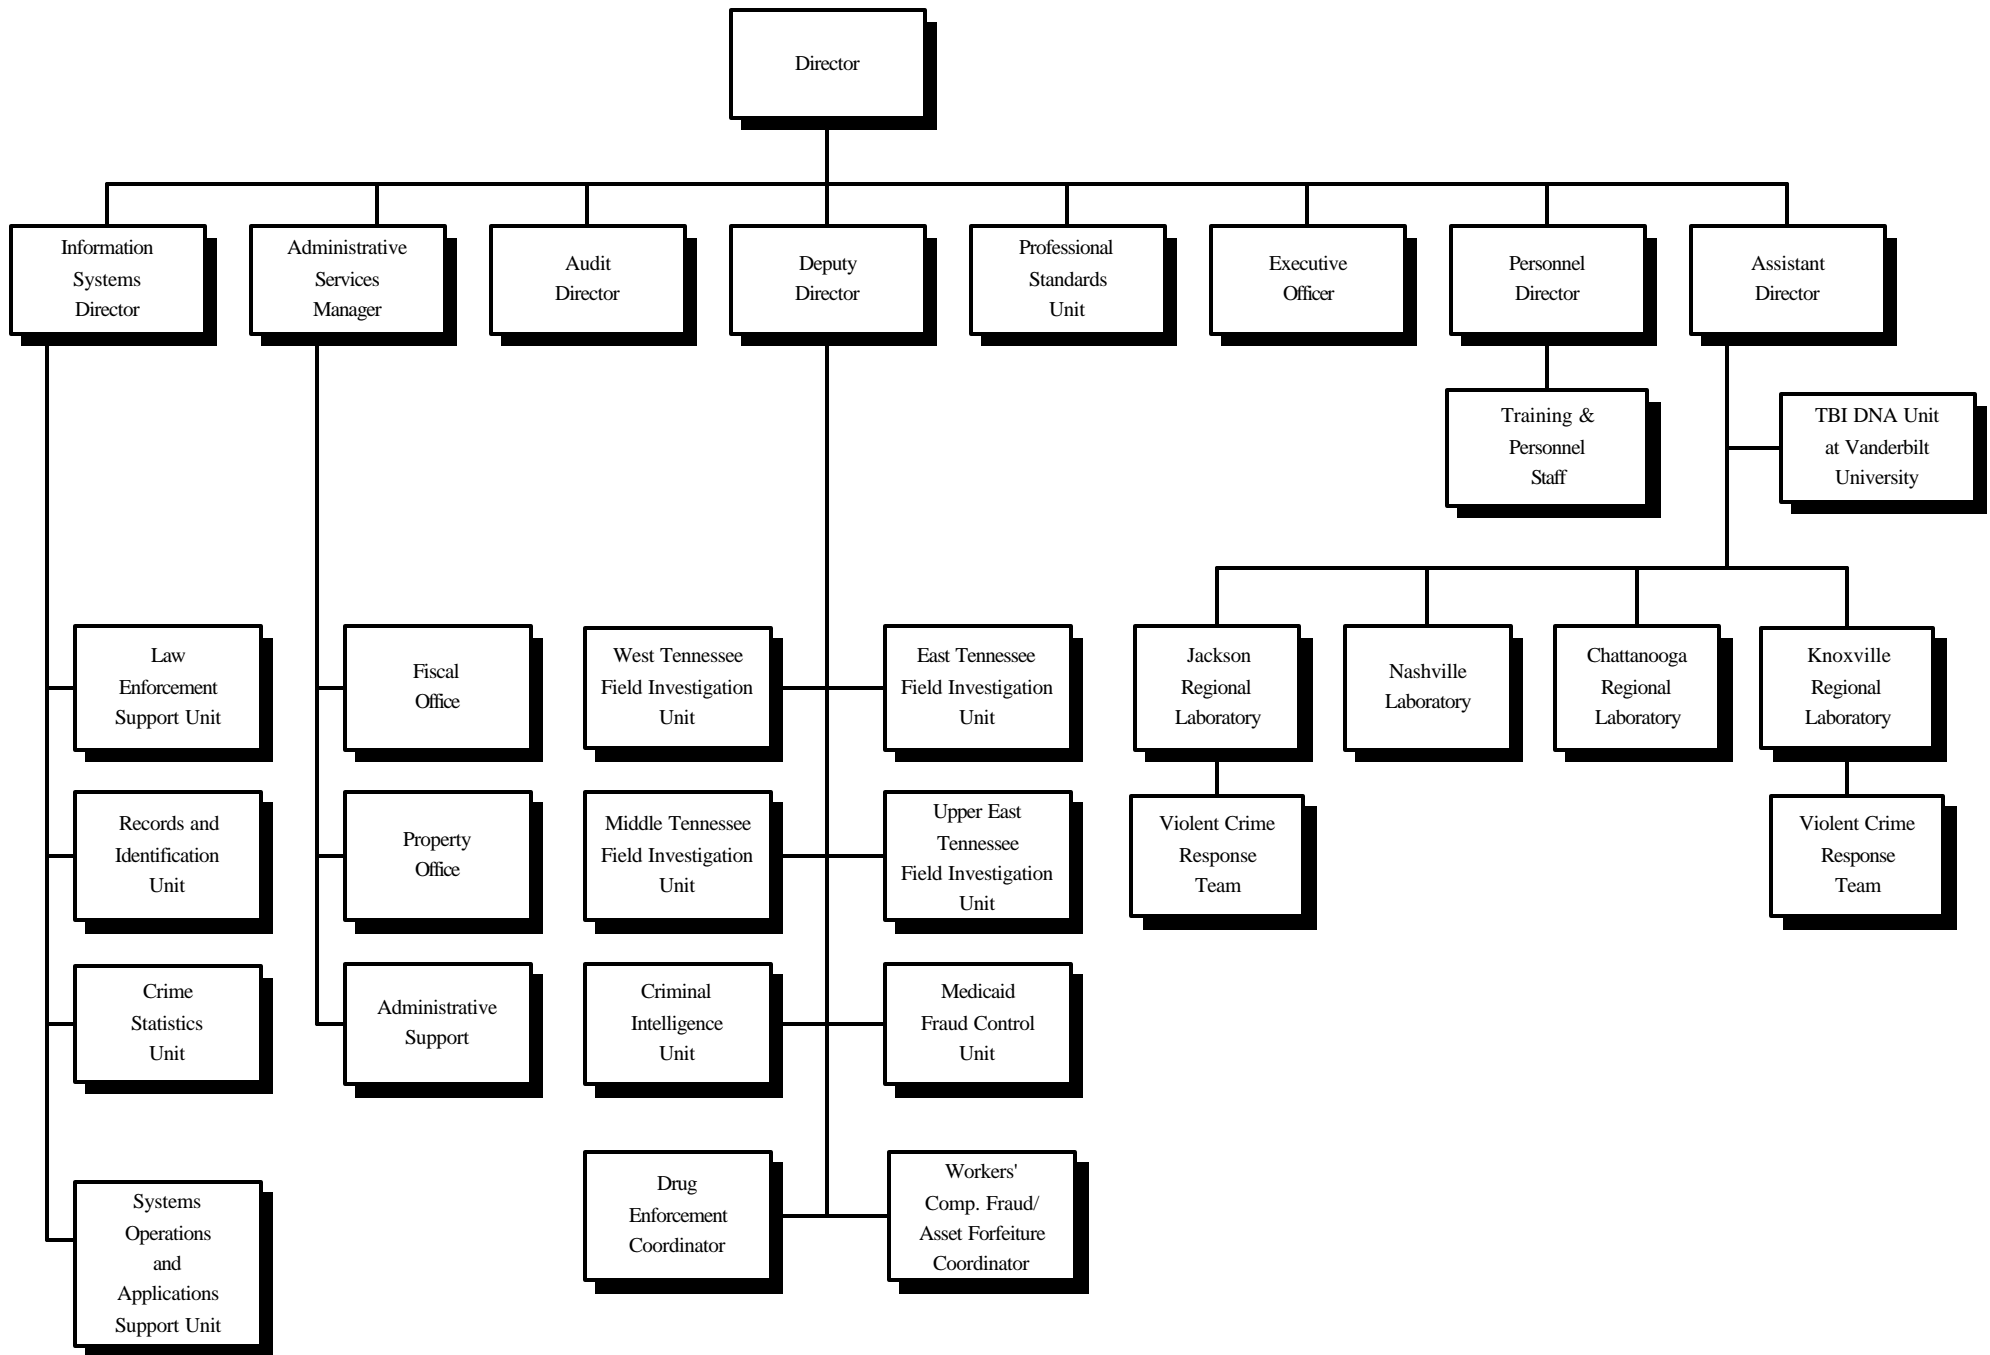 Director
Information
Systems
Director
Administrative
Services
Manager
Audit
Director
Deputy
Director
Professional
Standards
Unit
Executive
Officer
Personnel
Director
Assistant
Director
Training &
Personnel
Staff
TBI DNA Unit
at Vanderbilt
University
Law
Enforcement
Support Unit
Fiscal
Office
West Tennessee
Field Investigation
Unit
East Tennessee
Field Investigation
Unit
Jackson
Regional
Laboratory
Nashville
Laboratory
Chattanooga
Regional
Laboratory
Knoxville
Regional
Laboratory
Records and
Identification
Unit
Property
Office
Middle Tennessee
Field Investigation
Unit
Upper East
Tennessee
Field Investigation
Unit
Violent Crime
Response
Team
Violent Crime
Response
Team
Crime
Statistics
Unit
Administrative
Support
Criminal
Intelligence
Unit
Medicaid
Fraud Control
Unit
Systems
Operations
and
Applications
Support Unit
Drug
Enforcement
Coordinator
Workers'
Comp. Fraud/
Asset Forfeiture
Coordinator